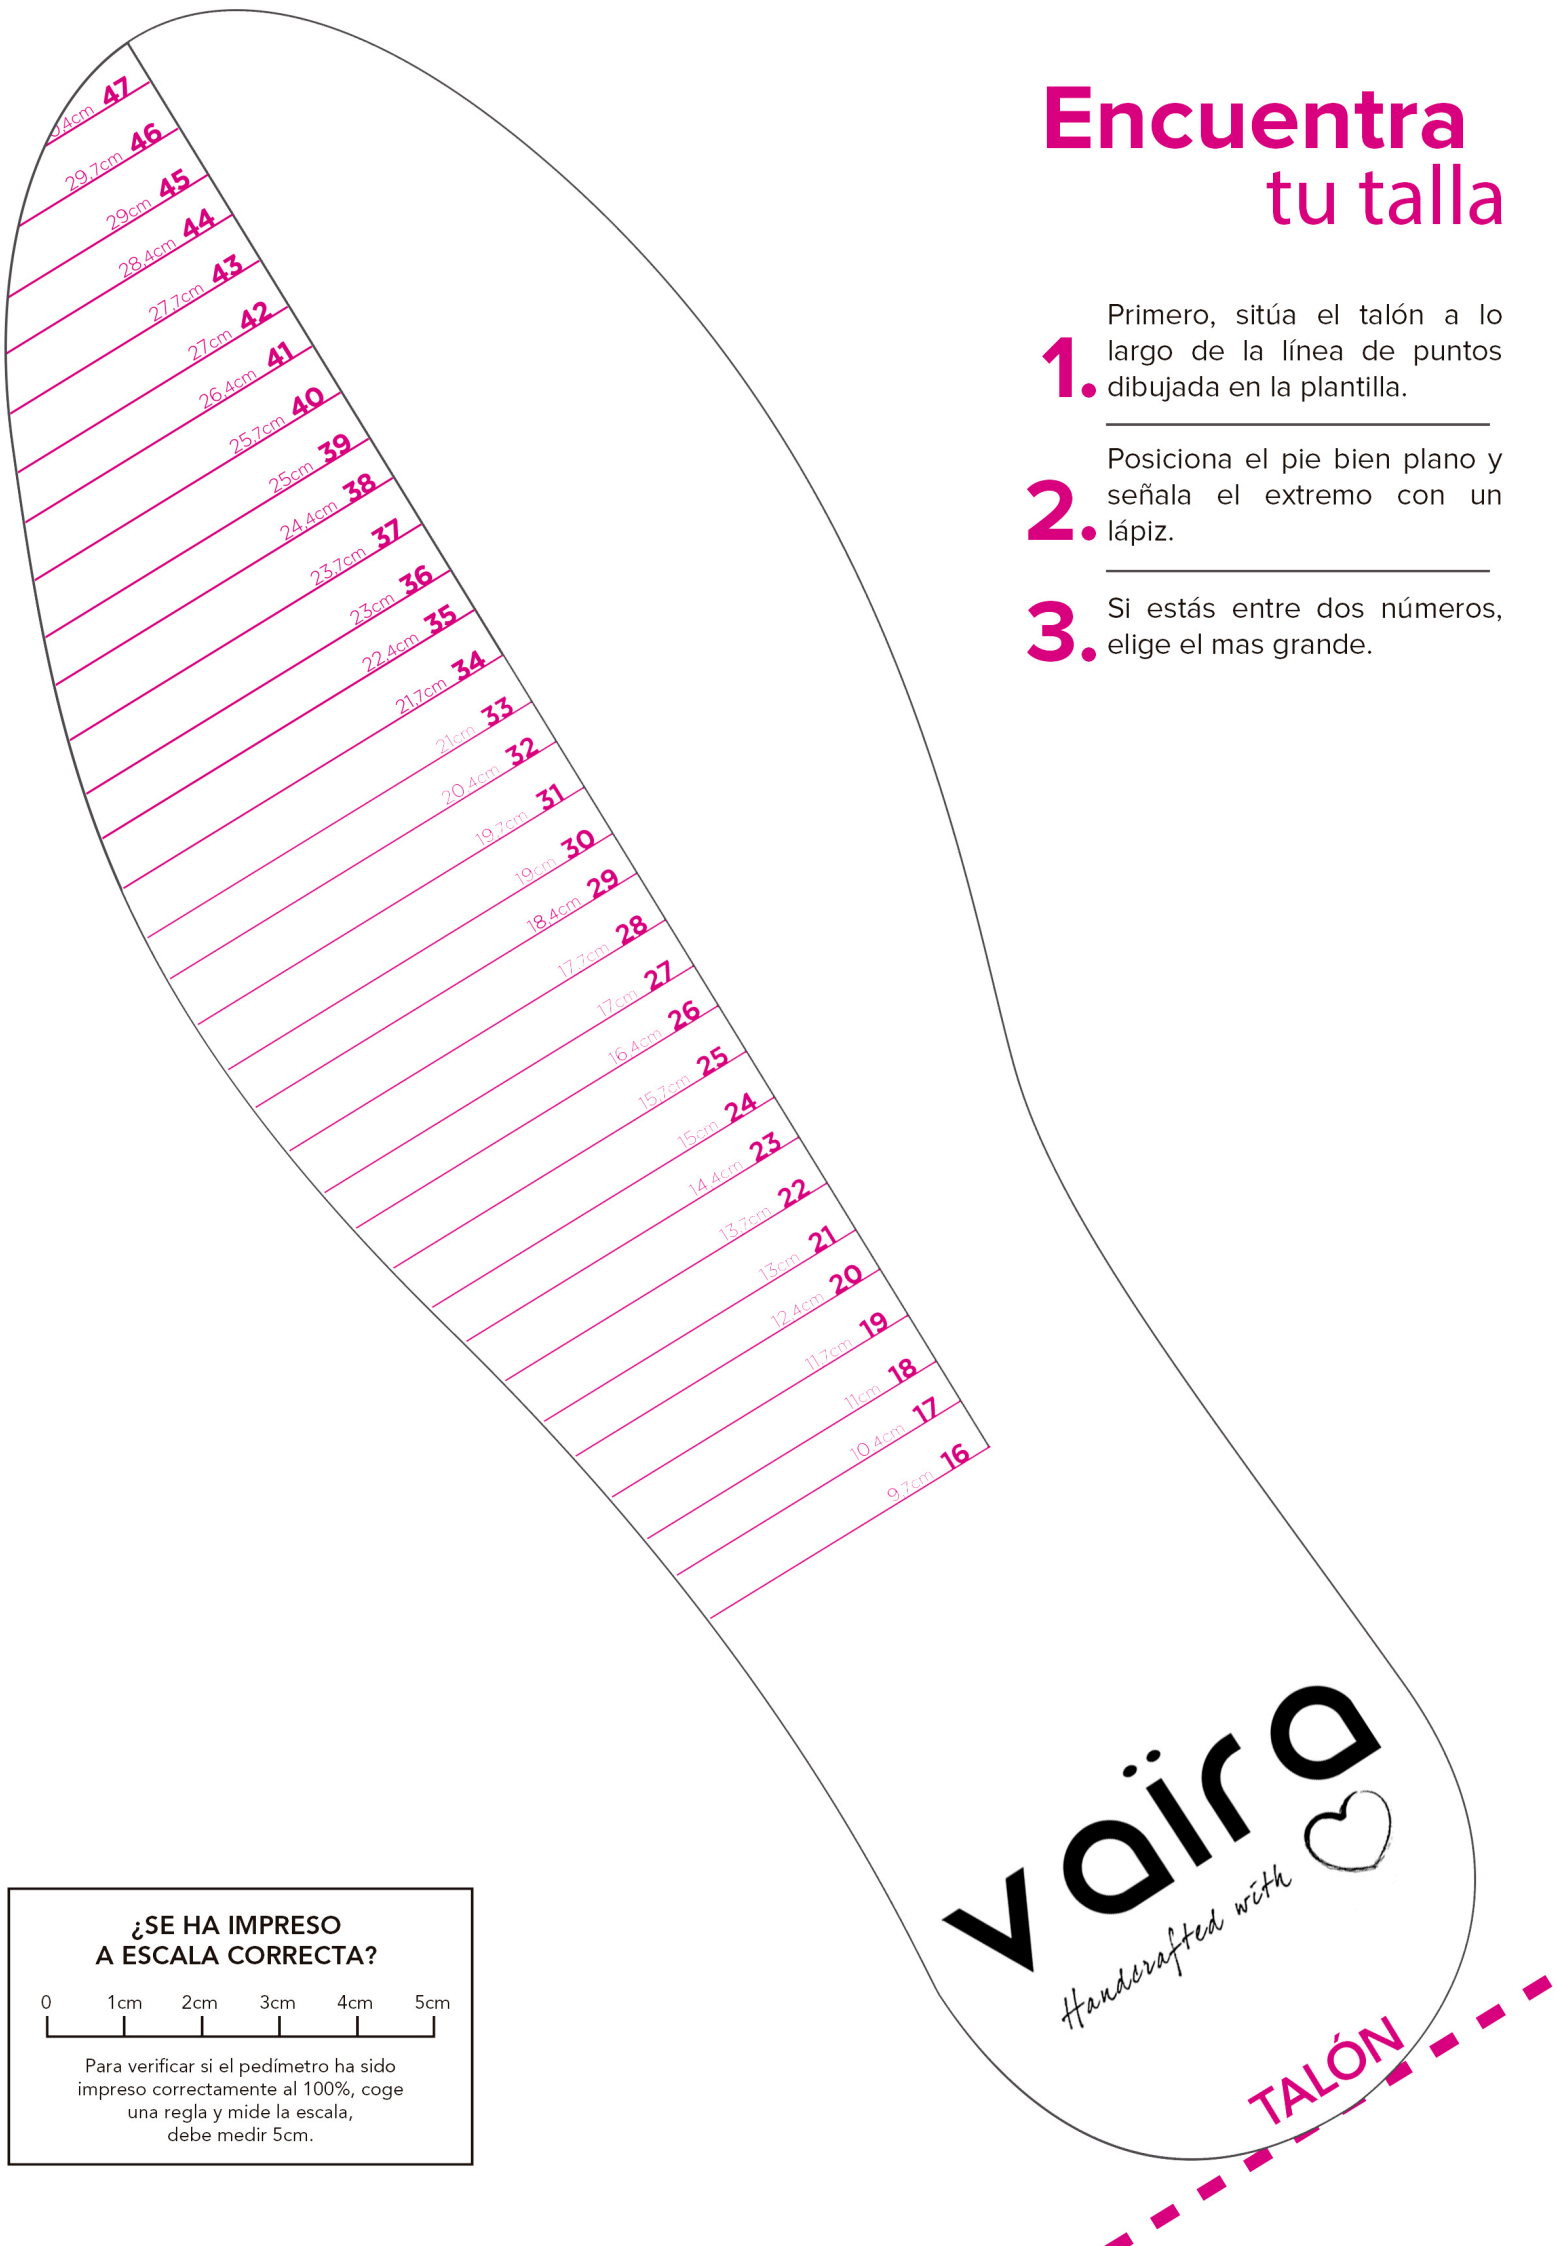 Encuentra
tu talla
1.
Primero, sitúa el talón a lo
largo de la línea de puntos
dibujada en la plantilla.
2.
Posiciona el pie bien plano y
señala el extremo con un
lápiz.
3.
Si estás entre dos números,
elige el mas grande.
,4cm 47
29,7cm 46
29cm 45
28,4cm 44
27,7cm 43
27cm 42
26,4cm 41
25,7cm 40
25cm 39
24,4cm 38
23,7cm 37
23cm 36
22,4cm 35
21,7cm 34
21cm 33
20,4cm 32
19,7cm 31
19cm 30
18,4cm 29
17,7cm 28
17cm 27
16,4cm 26
15,7cm 25
15cm 24
14,4cm 23
13,7cm 22
13cm 21
12,4cm 20
11,7cm 19
11cm 18
10,4cm 17
9,7cm 16
vaïra
Handcrafted with
TALÓN
¿SE HA IMPRESO
A ESCALA CORRECTA?
0 1cm 2cm 3cm 4cm 5cm
Para verificar si el pedímetro ha sido
impreso correctamente al 100%, coge
una regla y mide la escala,
debe medir 5cm.